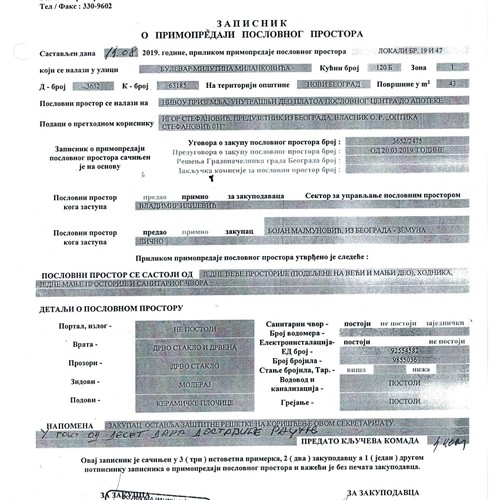 Тел / Факс : 330-9602
ЗАПИСНИК
О ПРИМОПРЕДАЈИ ПОСЛОВНОГ ПРОСТОРА
Састављен дана 19.08 2019. године, приликом примопредаје пословног простора ЛОКАЛИ БР. 19 И 47
који се налази у улици БУЛЕВАР МИЛУТИНА МИЛАНКОВИЋА Кућни број 120 Б Зона 1
Д - број 3652 К - број 63185 На територији општине НОВИ БЕОГРАД Површине у m² 43
Пословни простор се налази на НИВОУ ПРИЗЕМЉА, УНУТРАШЊИ ДЕО ПЛАТОА ПОСЛОВНОГ ЦЕНТРА ДО АПОТЕКЕ
Подаци о претходном кориснику ИГОР СТЕФАНОВИЋ, ПРЕДУЗЕТНИК ИЗ БЕОГРАДА, ВЛАСНИК О. Р. „ОПТИКА
СТЕФАНОВИЋ 011"
Записник о примопредаји
пословног простора сачињен
је на основу
Уговора о закупу пословног простора број : 3652/2475
Предуговора о закупу пословног простора број : ОД 20.03.2019. ГОДИНЕ
Решења Градоначелника града Београда број :
Закључка комисије за пословни простор број :
Пословни простор предао примио за закуподавца Сектор за управљање пословним простором
кога заступа ВЛАДИМИР
Пословни простор предао примио закупац БОЈАН МАЈМУНОВИЋ, ИЗ БЕОГРАДА - ЗЕМУНА
кога заступа ЛИЧНО
Приликом примопредаје пословног простора утврђено је следеће :
ПОСЛОВНИ ПРОСТОР СЕ САСТОЈИ ОД ЈЕДНЕ ВЕЋЕ ПРОСТОРИЈЕ (ПОДЕЉЕНЕ НА ВЕЋИ И МАЊИ ДЕО), ХОДНИКА,
ЈЕДНЕ МАЊЕ ПРОСТОРИЈЕ И САНИТАРНОГ ЧВОРА
ДЕТАЉИ О ПОСЛОВНОМ ПРОСТОРУ
Портал, излог - НЕ ПОСТОЈИ
Врата - ДРВО СТАКЛО И ДРВЕНА
Прозори - ДРВО СТАКЛО
Зидови - МОЛЕРАЈ
Подови - КЕРАМИЧКЕ ПЛОЧИЦЕ
Санитарни чвор - постоји не постоји заједнички
Број водомера -
Електроинсталација- постоји не постоји
ЕД број - 92554582
Број бројила - 9855036
Стање бројила, Тар. - виша нижа
Водовод и
канализација - ПОСТОЈИ
Грејање - ПОСТОЈИ
НАПОМЕНА ЗАКУПАЦ ОСТАВЉА ЗАШТИТНЕ РЕШЕТКЕ НА КОРИШЋЕЊЕ ОВОМ СЕКРЕТАРИЈАТУ.
У РОКУ ОД ДЕСЕТ ДАНА ДОСТАВИЋЕ РАЧУНЕ
ПРЕДАТО КЉУЧЕВА КОМАДА
Овај записник је сачињен у 3 ( три ) истоветна примерка, 2 ( два ) закуподавцу а 1 ( један ) другом
потписнику записника о примопредаји пословног простора и важећи је без печата закуподавца.
ЗА ЗАКУПЦА ЗА ЗАКУПОДАВЦА